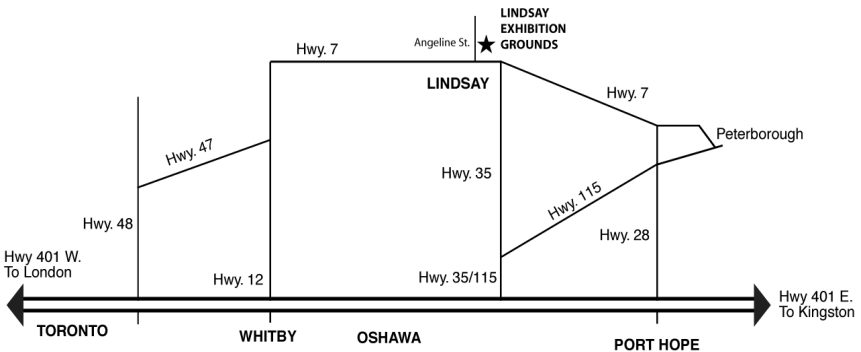 LINDSAY
EXHIBITION
GROUNDS
Angeline St.
Hwy. 7
LINDSAY
Hwy. 7
Peterborough
Hwy. 47
Hwy. 35
Hwy. 115
Hwy. 48
Hwy. 28
Hwy 401 W.
To London
Hwy. 12
Hwy. 35/115
Hwy 401 E.
To Kingston
TORONTO
WHITBY
OSHAWA
PORT HOPE